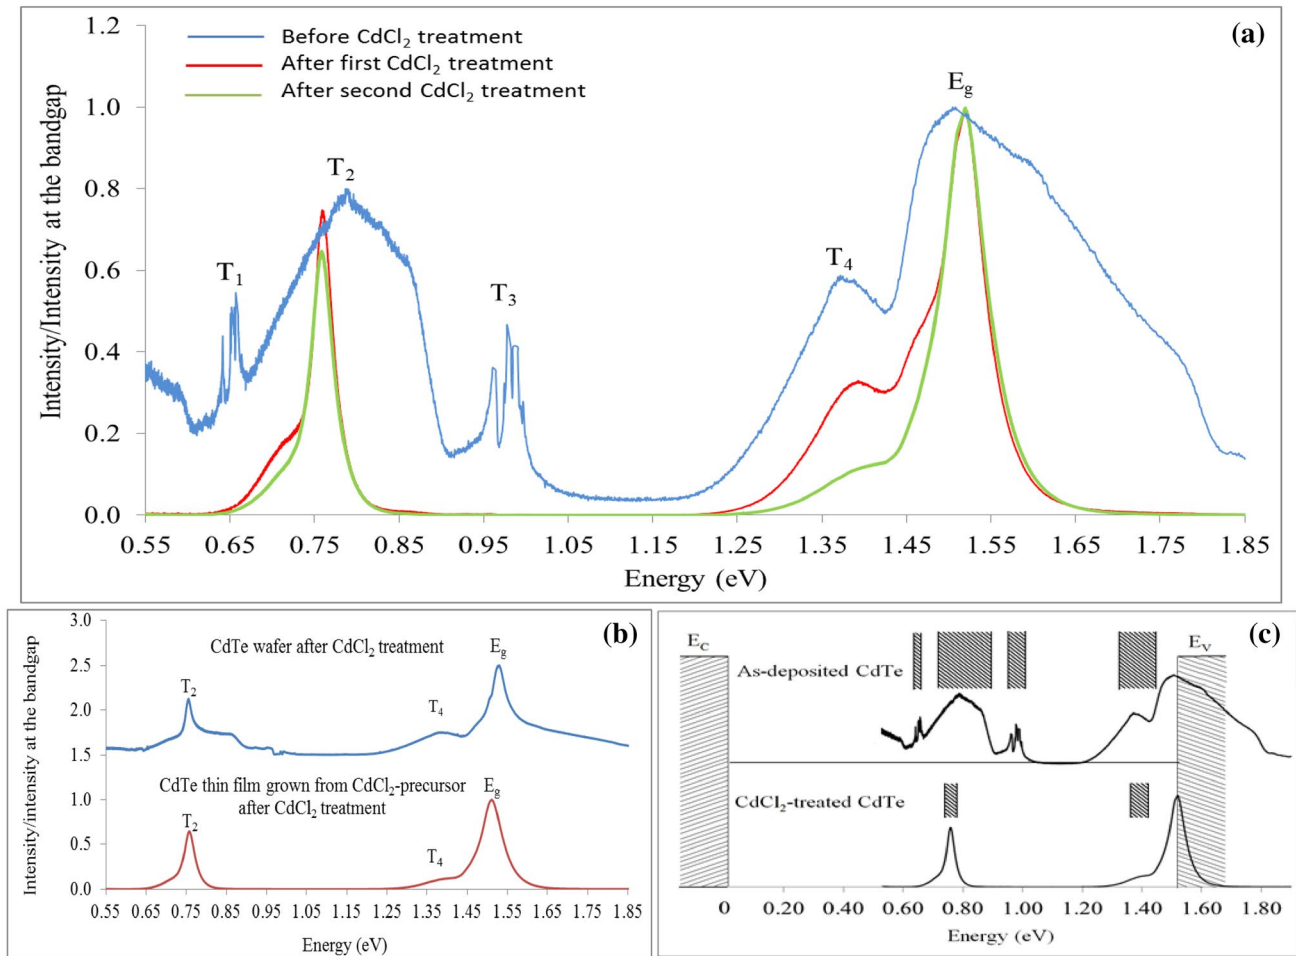 (a)
Before CdCl₂ treatment
After first CdCl₂ treatment
After second CdCl₂ treatment
Intensity/Intensity at the bandgap
1.2
1.0
0.8
0.6
0.4
0.2
0.0
T₁
T₂
T₃
T₄
E_g
0.55 0.65 0.75 0.85 0.95 1.05 1.15 1.25 1.35 1.45 1.55 1.65 1.75 1.85
Energy (eV)
(b)
Intensity/intensity at the bandgap
3.0
2.5
2.0
1.5
1.0
0.5
0.0
CdTe wafer after CdCl₂ treatment
T₂
T₄
E_g
CdTe thin film grown from CdCl₂-precursor
after CdCl₂ treatment
T₂
T₄
E_g
0.55 0.65 0.75 0.85 0.95 1.05 1.15 1.25 1.35 1.45 1.55 1.65 1.75 1.85
Energy (eV)
(c)
E_C
E_V
As-deposited CdTe
CdCl₂-treated CdTe
0 0.20 0.40 0.60 0.80 1.00 1.20 1.40 1.60 1.80
Energy (eV)